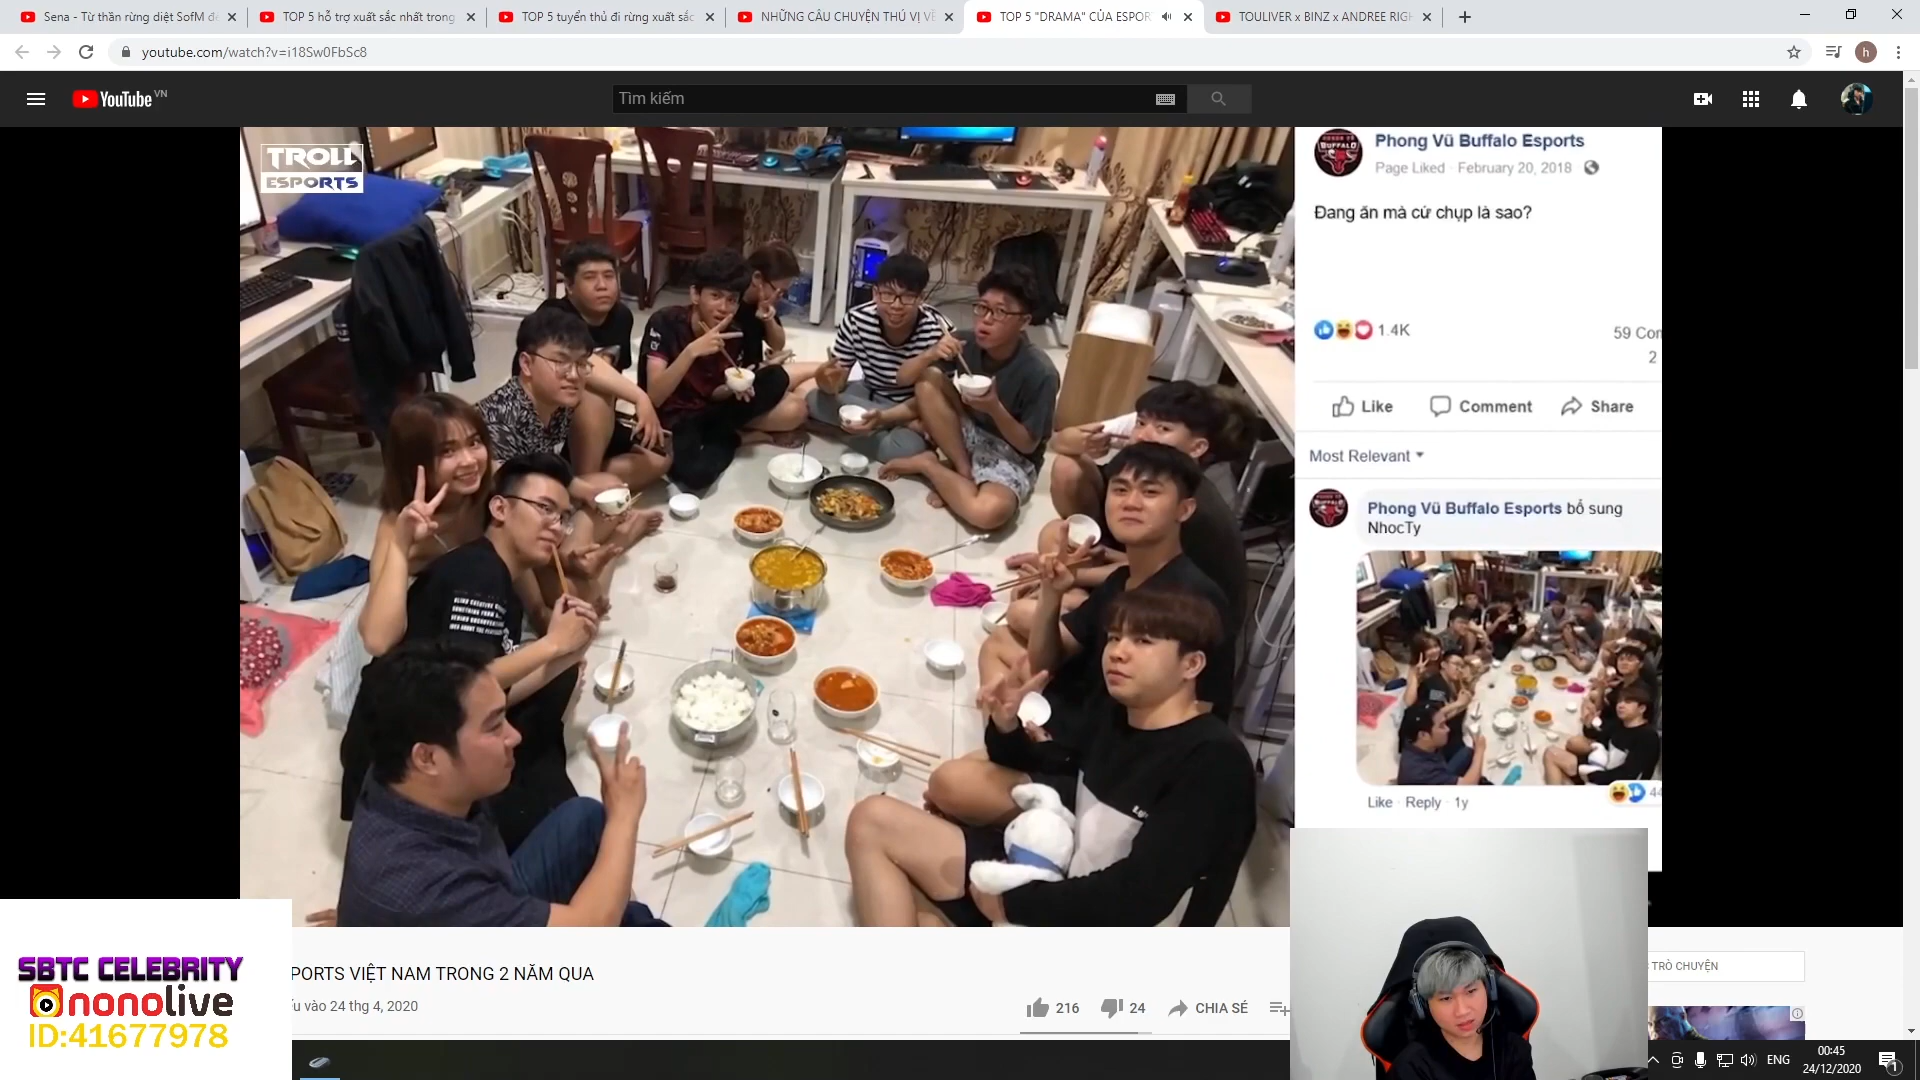 Sena - Từ thần rừng diệt SofM đ
TOP 5 hỗ trợ xuất sắc nhất trong
TOP 5 tuyển thủ đi rừng xuất sắc
NHỮNG CÂU CHUYỆN THÚ VỊ VỀ
TOP 5 "DRAMA" CỦA ESPOR
TOULIVER x BINZ x ANDREE RIGH
youtube.com/watch?v=i18Sw0FbSc8
h
YouTube VN
Tìm kiếm
TROLL
ESPORTS
Phong Vũ Buffalo Esports
Page Liked · February 20, 2018
Đang ăn mà cứ chụp là sao?
1.4K
59 Com
2
Like
Comment
Share
Most Relevant
Phong Vũ Buffalo Esports bổ sung
NhocTy
Like · Reply · 1y
44
SBTC CELEBRITY
nonolive
ID:41677978
PORTS VIỆT NAM TRONG 2 NĂM QUA
ếu vào 24 thg 4, 2020
216
24
CHIA SẺ
TRÒ CHUYỆN
ENG
00:45
24/12/2020
1